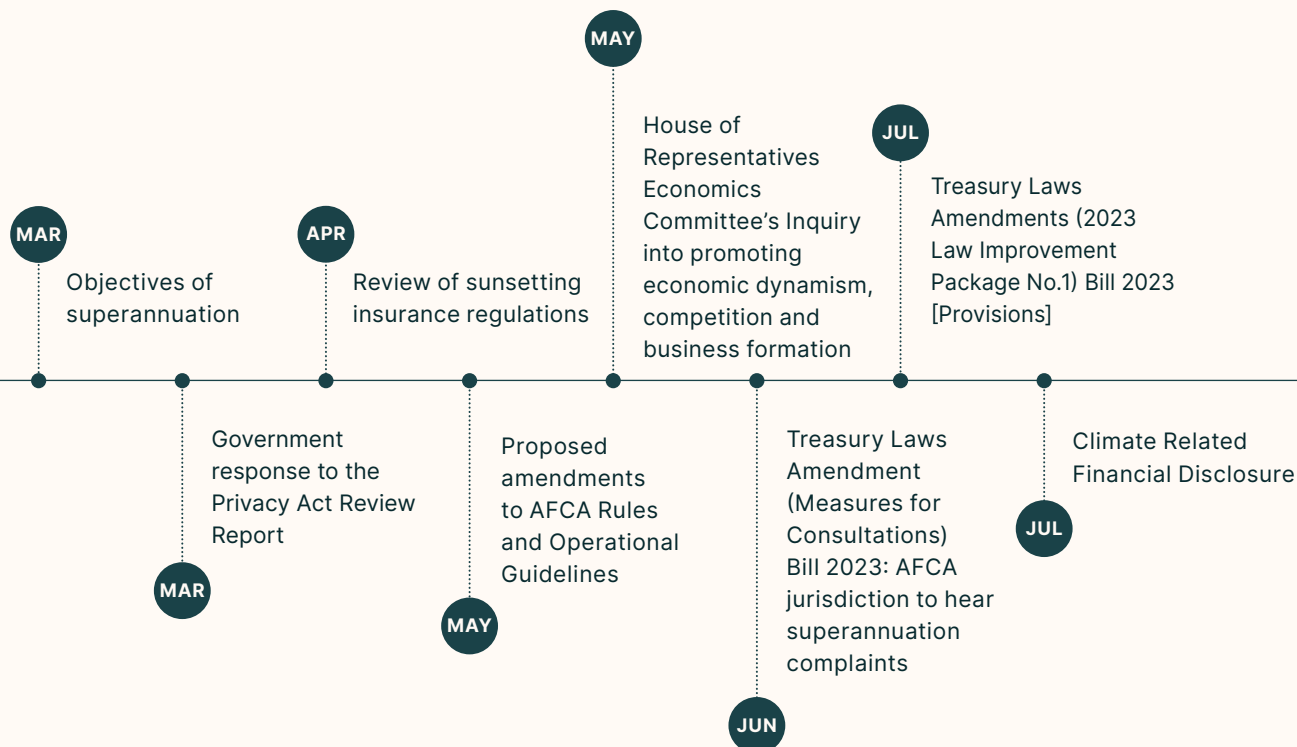 MAR
Objectives of
superannuation
Government
response to the
Privacy Act Review
Report
MAR
APR
Review of sunsetting
insurance regulations
Proposed
amendments
to AFCA Rules
and Operational
Guidelines
MAY
MAY
House of
Representatives
Economics
Committee’s Inquiry
into promoting
economic dynamism,
competition and
business formation
Treasury Laws
Amendment
(Measures for
Consultations)
Bill 2023: AFCA
jurisdiction to hear
superannuation
complaints
JUN
JUL
Treasury Laws
Amendments (2023
Law Improvement
Package No.1) Bill 2023
[Provisions]
Climate Related
Financial Disclosure
JUL